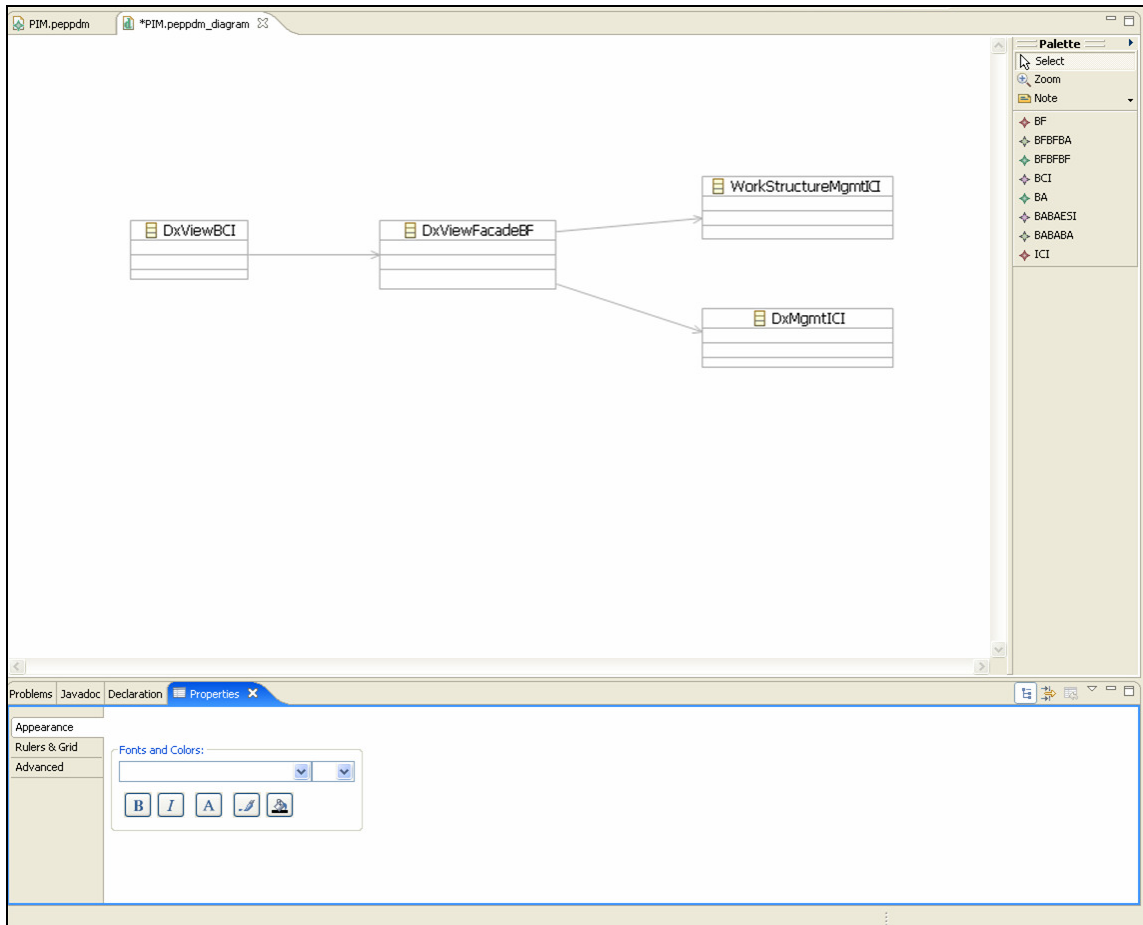 PIM.peppdm
*PIM.peppdm_diagram
Palette
Select
Zoom
Note
BF
BFBFBA
BFBFBF
BCI
BA
BABAESI
BABABA
ICI
WorkStructureMgmtICI
DxViewBCI
DxViewFacadeBF
DxMgmtICI
Problems Javadoc Declaration Properties
Appearance
Rulers & Grid
Advanced
Fonts and Colors:
B I A